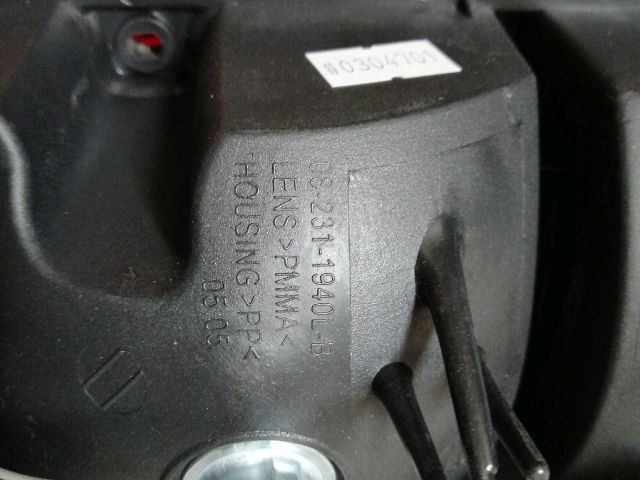 #0304701
08-231-1940L-B
LENS>PMMA<
HOUSING>PP<
05.05